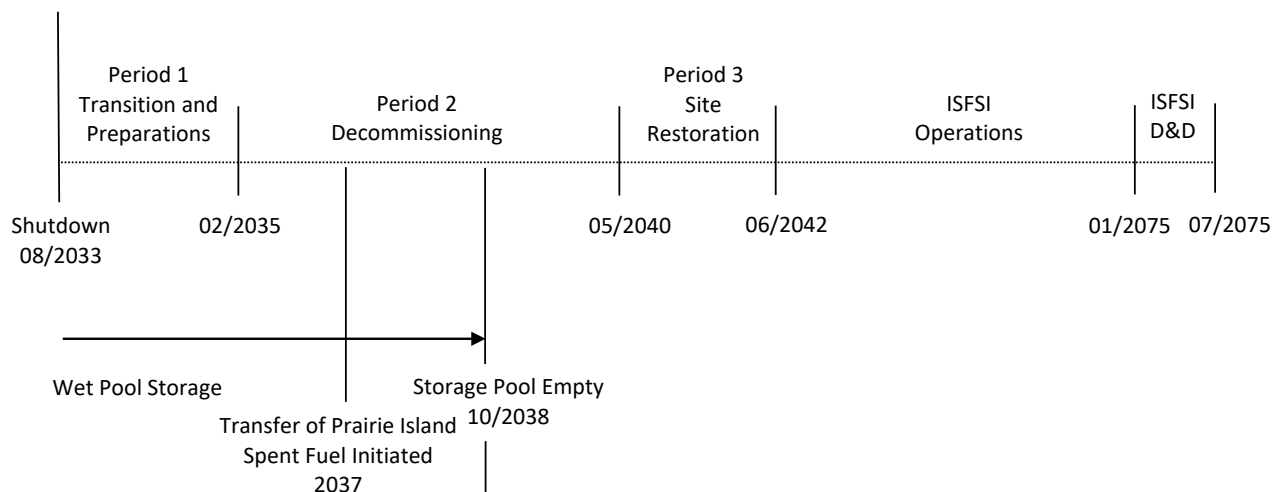 Period 1
Transition and
Preparations
Period 2
Decommissioning
Period 3
Site
Restoration
ISFSI
Operations
ISFSI
D&D
Shutdown
08/2033
02/2035
05/2040
06/2042
01/2075
07/2075
Wet Pool Storage
Storage Pool Empty
10/2038
Transfer of Prairie Island
Spent Fuel Initiated
2037